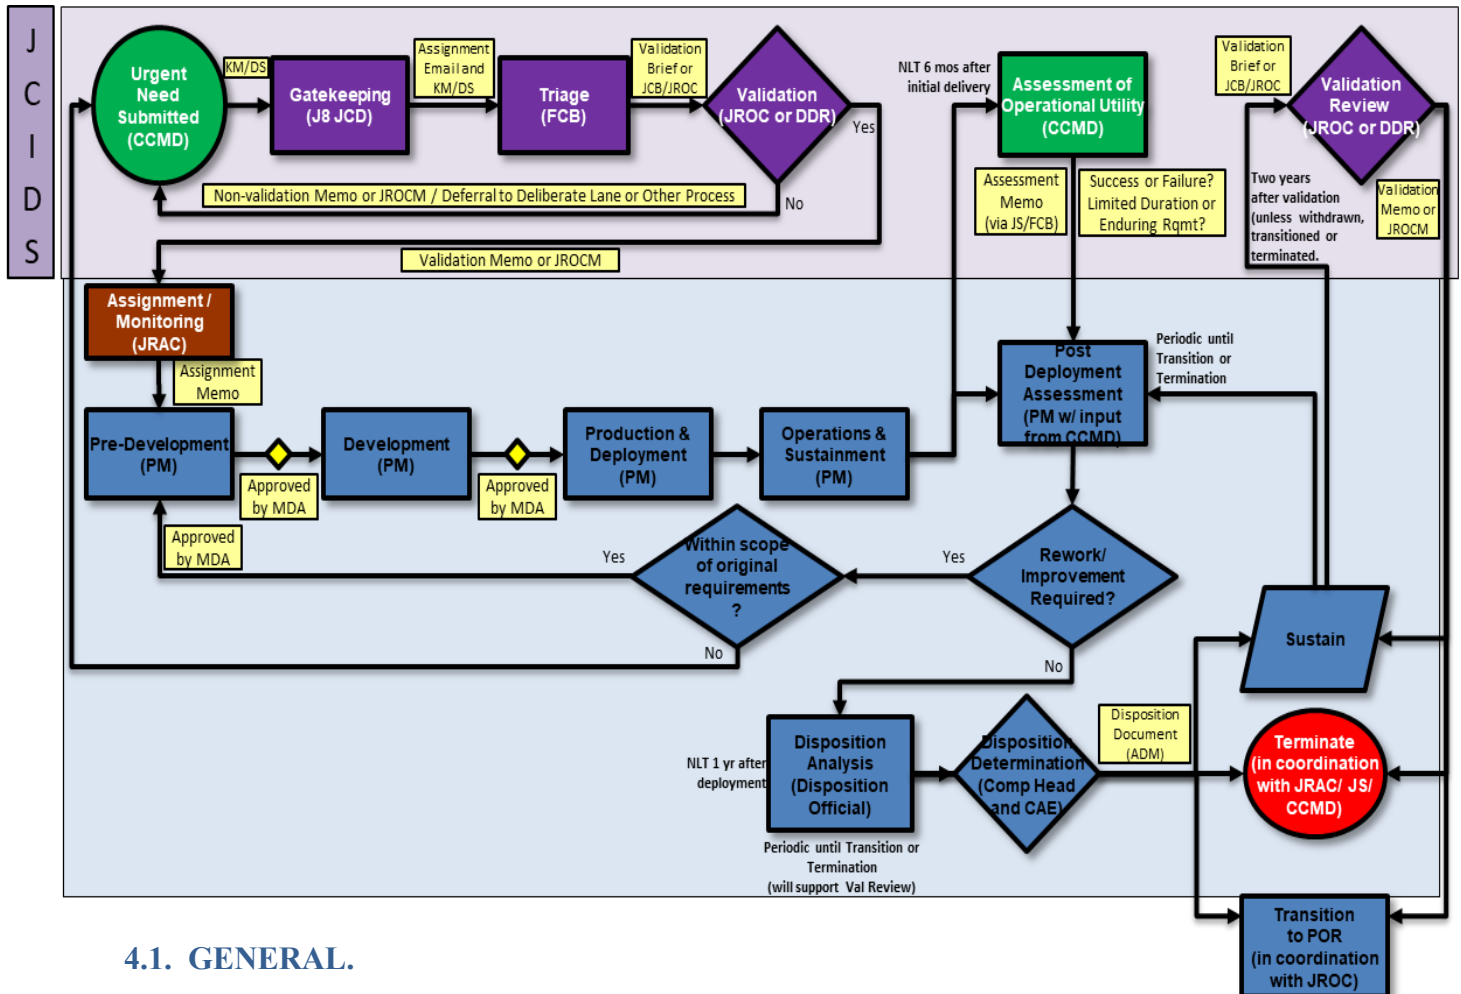 J
C
I
D
S
Urgent
Need
Submitted
(CCMD)
KM/DS
Gatekeeping
(J8 JCD)
Assignment
Email and
KM/DS
Triage
(FCB)
Validation
Brief or
JCB/JROC
Validation
(JROC or DDR)
Yes
No
Non-validation Memo or JROCM / Deferral to Deliberate Lane or Other Process
Validation Memo or JROCM
NLT 6 mos after
initial delivery
Assessment of
Operational Utility
(CCMD)
Assessment
Memo
(via JS/FCB)
Success or Failure?
Limited Duration or
Enduring Rqmt?
Validation
Brief or
JCB/JROC
Validation
Review
(JROC or DDR)
Two years
after validation
(unless withdrawn,
transitioned or
terminated.
Validation
Memo or
JROCM
Assignment /
Monitoring
(JRAC)
Assignment
Memo
Pre-Development
(PM)
Approved
by MDA
Development
(PM)
Approved
by MDA
Production &
Deployment
(PM)
Operations &
Sustainment
(PM)
Post
Deployment
Assessment
(PM w/ input
from CCMD)
Periodic until
Transition or
Termination
Approved
by MDA
Yes
Within scope
of original
requirements
?
No
Yes
Rework/
Improvement
Required?
No
Sustain
NLT 1 yr after
deployment
Disposition
Analysis
(Disposition
Official)
Periodic until Transition or
Termination
(will support Val Review)
Disposition
Determination
(Comp Head
and CAE)
Disposition
Document
(ADM)
Terminate
(in coordination
with JRAC/ JS/
CCMD)
Transition
to POR
(in coordination
with JROC)
4.1. GENERAL.